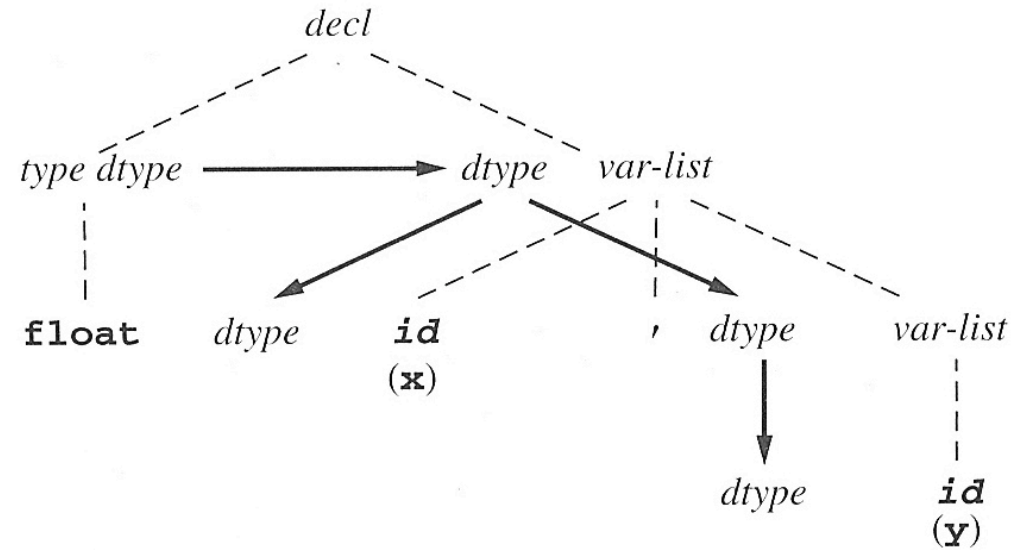 decl
type dtype dtype var-list
float dtype id , dtype var-list
(x)
dtype id
(y)